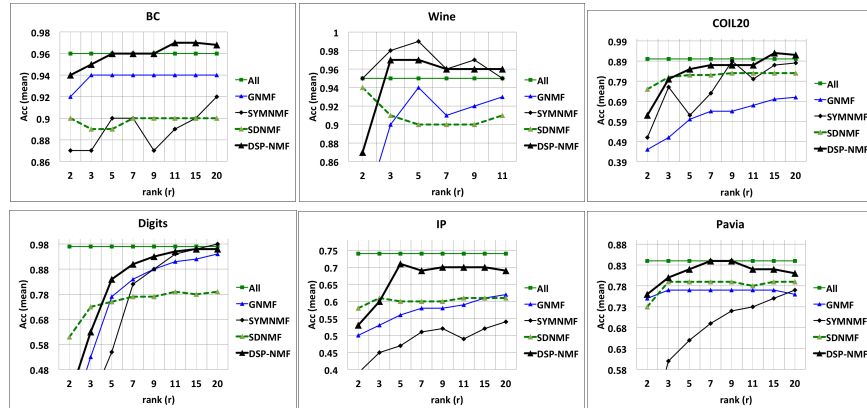 BC
Acc (mean)
0.98
0.96
0.94
0.92
0.9
0.88
0.86
2 3 5 7 9 11 15 20
rank (r)
All
GNMF
SYMNMF
SDNMF
DSP-NMF
Wine
Acc (mean)
1
0.98
0.96
0.94
0.92
0.9
0.88
0.86
2 3 5 7 9 11
rank (r)
All
GNMF
SYMNMF
SDNMF
DSP-NMF
COIL20
Acc (mean)
0.99
0.89
0.79
0.69
0.59
0.49
0.39
2 3 5 7 9 11 15 20
rank (r)
All
GNMF
SYMNMF
SDNMF
DSP-NMF
Digits
Acc (mean)
0.98
0.88
0.78
0.68
0.58
0.48
2 3 5 7 9 11 15 20
rank (r)
All
GNMF
SYMNMF
SDNMF
DSP-NMF
IP
Acc (mean)
0.75
0.7
0.65
0.6
0.55
0.5
0.45
0.4
2 3 5 7 9 11 15 20
rank (r)
All
GNMF
SYMNMF
SDNMF
DSP-NMF
Pavia
Acc (mean)
0.88
0.83
0.78
0.73
0.68
0.63
0.58
2 3 5 7 9 11 15 20
rank (r)
All
GNMF
SYMNMF
SDNMF
DSP-NMF